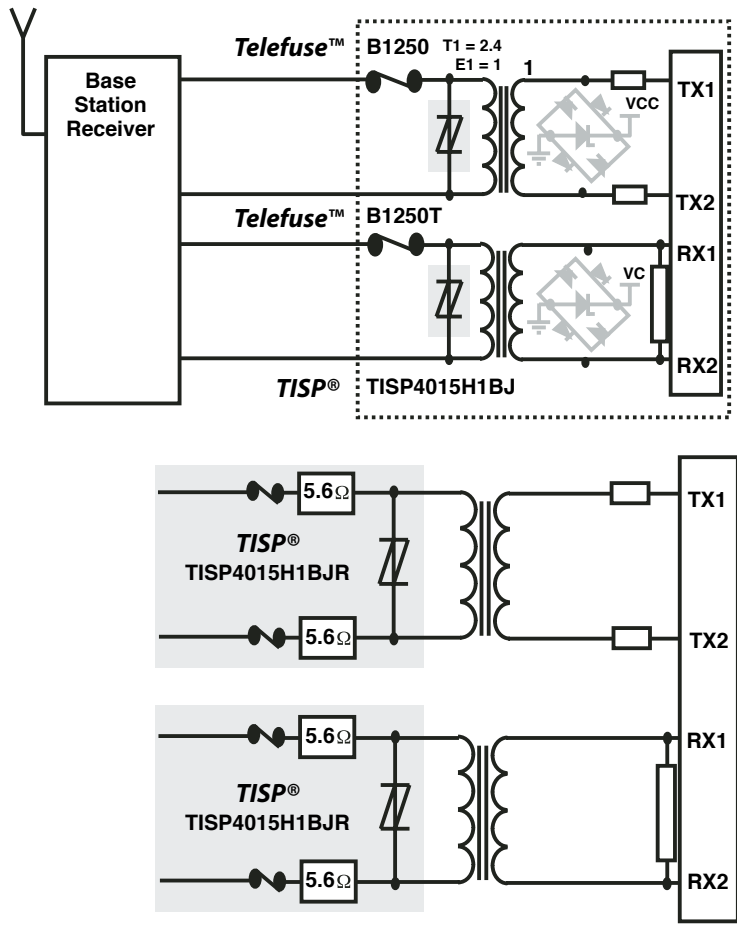 Telefuse™ B1250
T1 = 2.4
E1 = 1
1
Base
Station
Receiver
VCC
TX1
TX2
Telefuse™ B1250T
RX1
VC
RX2
TISP® TISP4015H1BJ
5.6Ω
TX1
TISP®
TISP4015H1BJR
5.6Ω
TX2
5.6Ω
RX1
TISP®
TISP4015H1BJR
5.6Ω
RX2